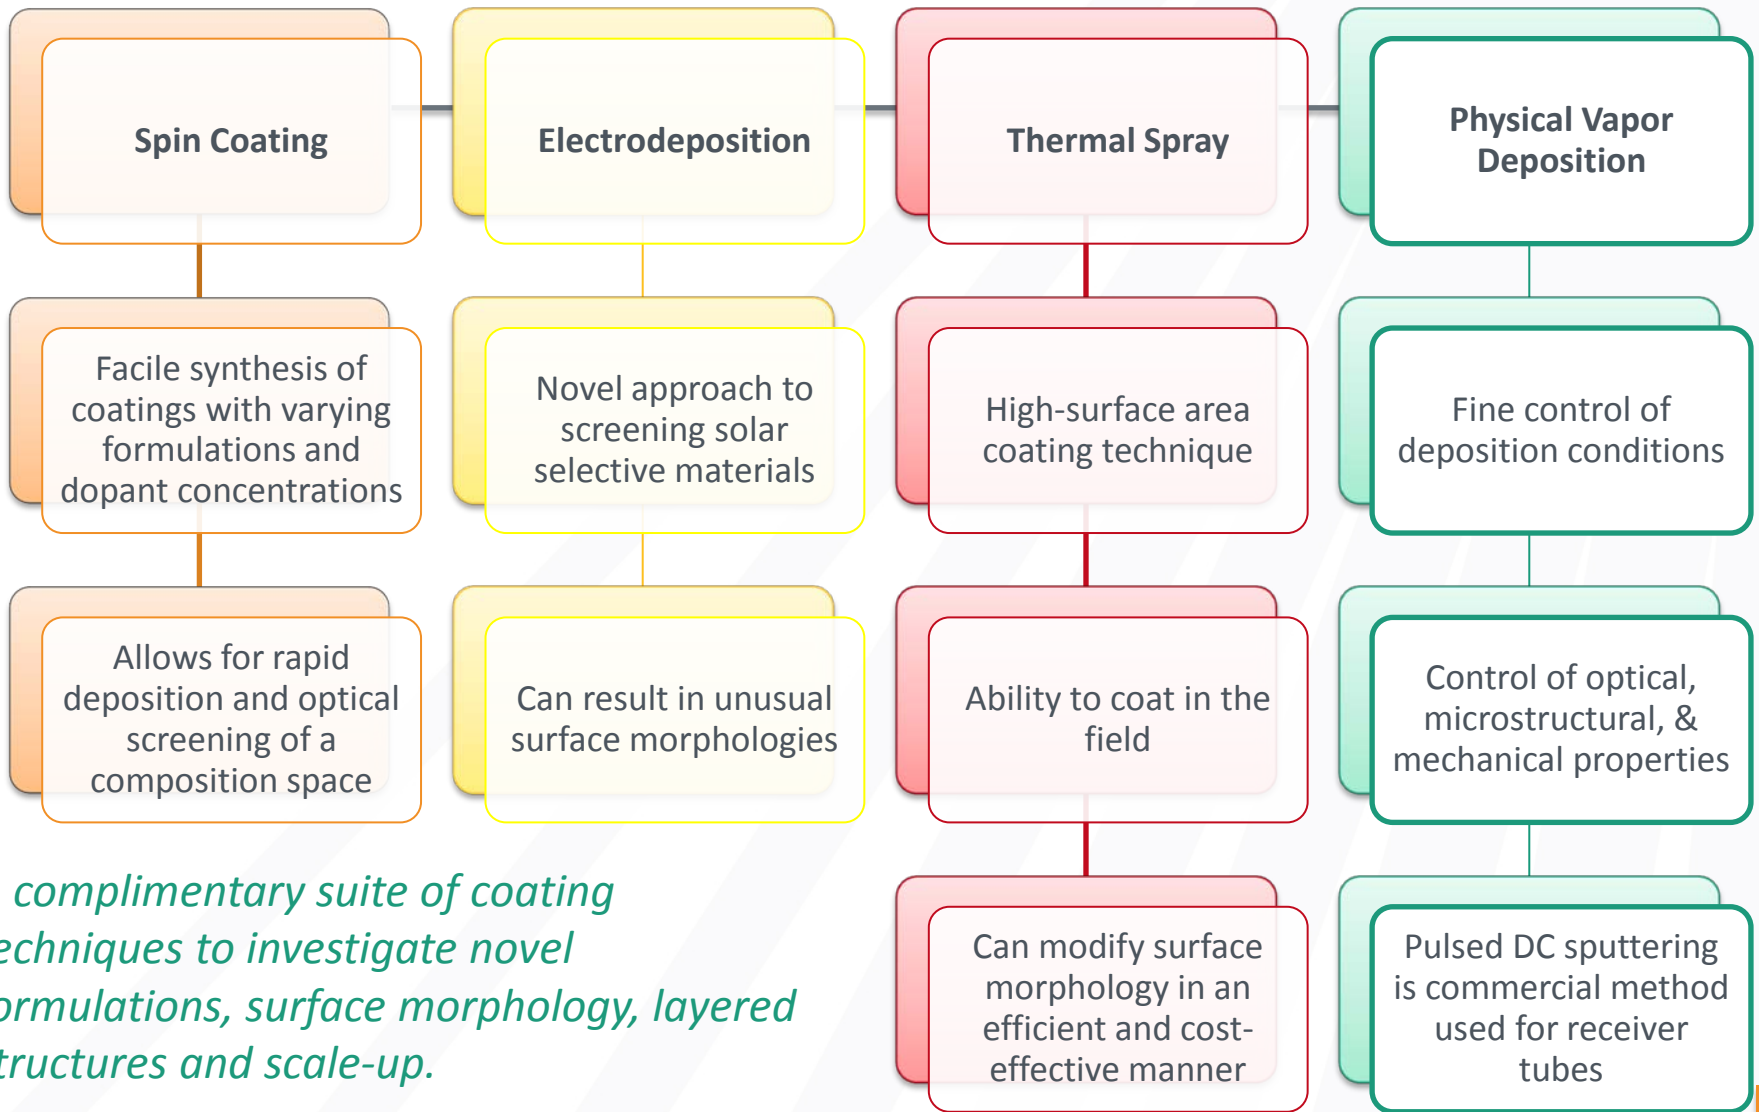 Spin Coating
Facile synthesis of
coatings with varying
formulations and
dopant concentrations
Allows for rapid
deposition and optical
screening of a
composition space
Electrodeposition
Novel approach to
screening solar
selective materials
Can result in unusual
surface morphologies
Thermal Spray
High-surface area
coating technique
Ability to coat in the
field
Can modify surface
morphology in an
efficient and cost-
effective manner
Physical Vapor
Deposition
Fine control of
deposition conditions
Control of optical,
microstructural, &
mechanical properties
Pulsed DC sputtering
is commercial method
used for receiver
tubes
complimentary suite of coating
echniques to investigate novel
ormulations, surface morphology, layered
tructures and scale-up.